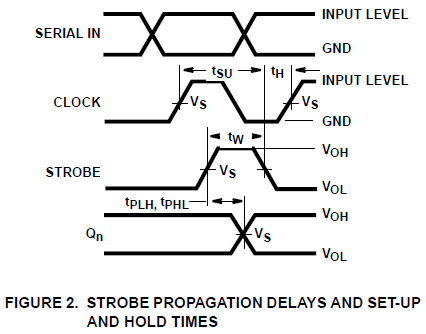 INPUT LEVEL
SERIAL IN
GND
tSU
tH
INPUT LEVEL
CLOCK
VS
VS
GND
tW
VOH
STROBE
VS
VOL
tPLH, tPHL
VOH
Qn
VS
VOL
FIGURE 2. STROBE PROPAGATION DELAYS AND SET-UP
AND HOLD TIMES